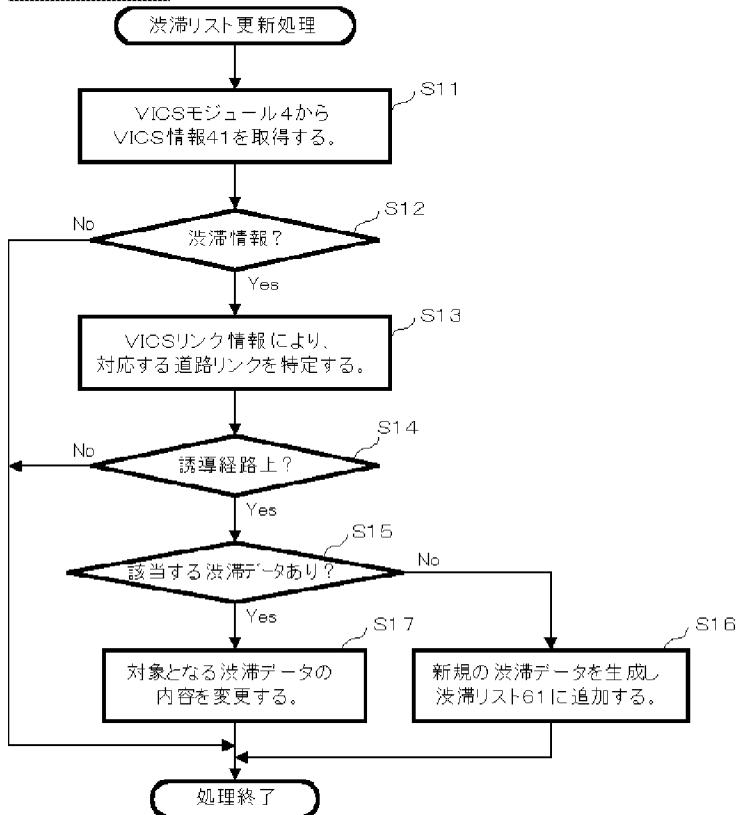 渋滞リスト更新処理
S11
VICSモジュール4から
VICS情報41を取得する。
S12
No
渋滞情報?
Yes
S13
VICSリンク情報により、
対応する道路リンクを特定する。
S14
No
誘導経路上?
Yes
S15
該当する渋滞データあり?
No
Yes
S17
S16
対象となる渋滞データの
内容を変更する。
新規の渋滞データを生成し
渋滞リスト61に追加する。
処理終了